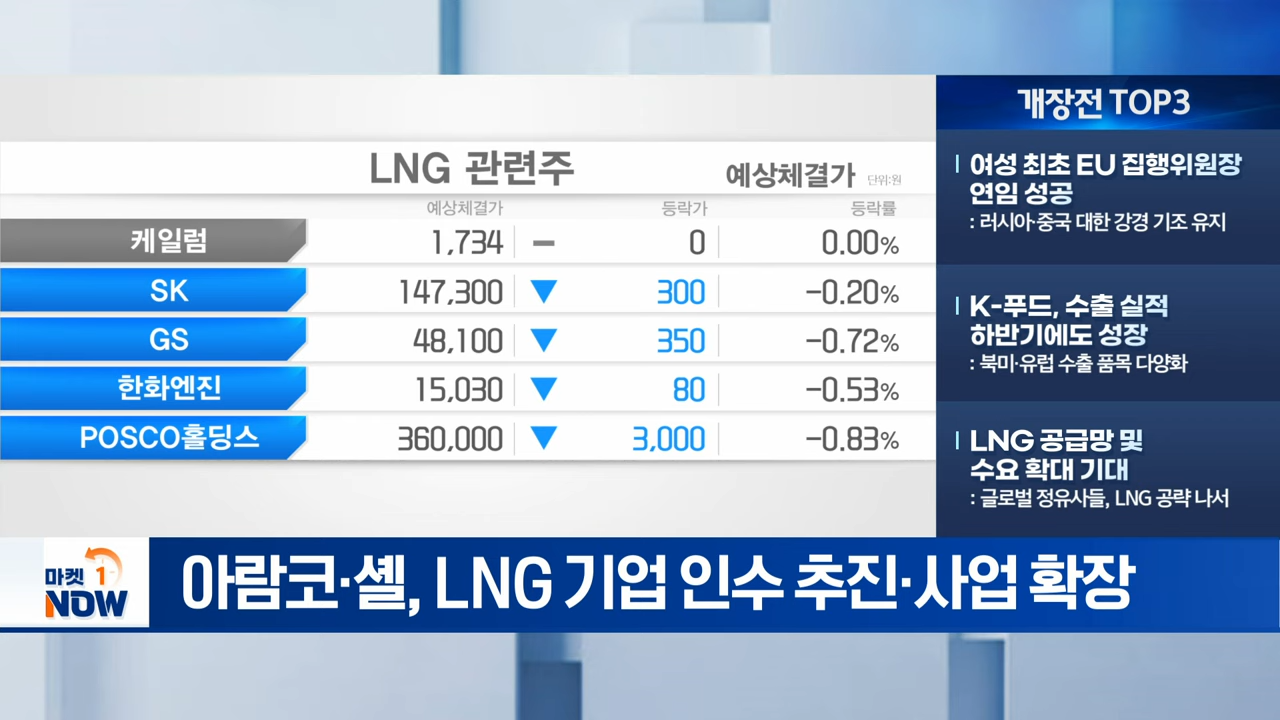 LNG 관련주
예상체결가 단위:원
예상체결가 등락가 등락률
케일럼 1,734 – 0 0.00%
SK 147,300 ▼ 300 -0.20%
GS 48,100 ▼ 350 -0.72%
한화엔진 15,030 ▼ 80 -0.53%
POSCO홀딩스 360,000 ▼ 3,000 -0.83%
개장전 TOP3
여성 최초 EU 집행위원장
연임 성공
: 러시아·중국 대한 강경 기조 유지
K-푸드, 수출 실적
하반기에도 성장
: 북미·유럽 수출 품목 다양화
LNG 공급망 및
수요 확대 기대
: 글로벌 정유사들, LNG 공략 나서
마켓 1
NOW
아람코·셸, LNG 기업 인수 추진·사업 확장